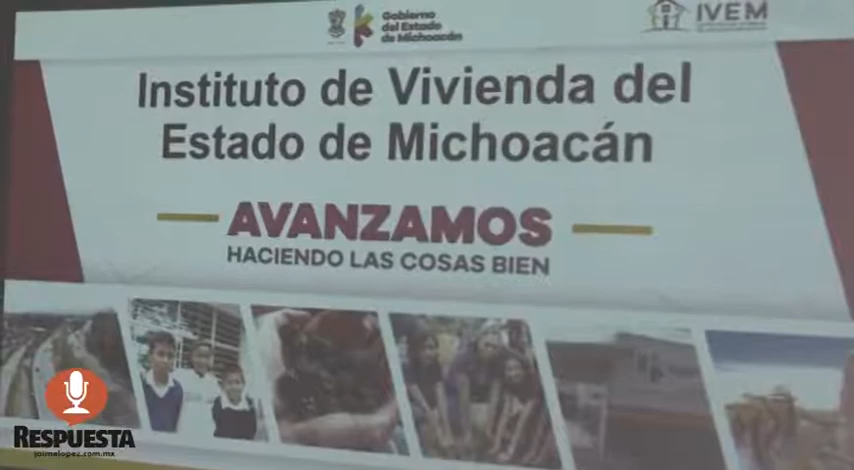 Gobierno
del Estado
de Michoacán
IVEM
Instituto de Vivienda del
Estado de Michoacán
AVANZAMOS
HACIENDO LAS COSAS BIEN
RESPUESTA
jaimelopez.com.mx